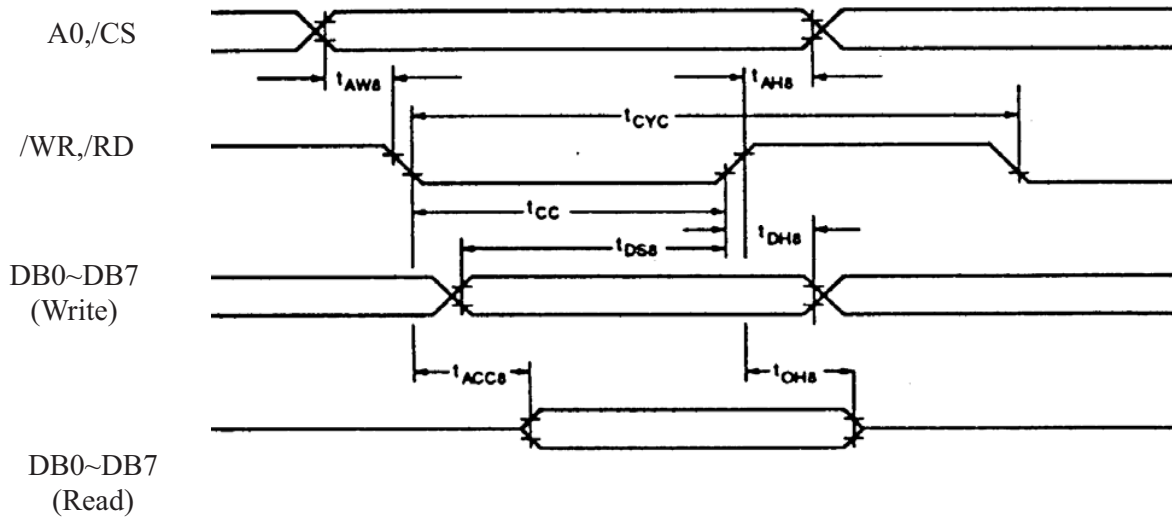 A0,/CS
tAW8
tAH8
tCYC
/WR,/RD
tCC
tDH8
tDS8
DB0~DB7
(Write)
tACC8
tOH8
DB0~DB7
(Read)